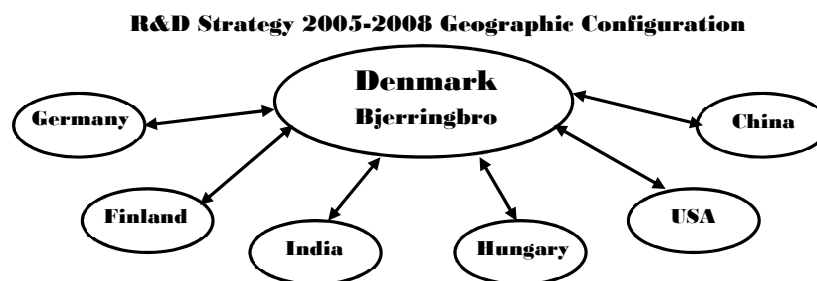 R&D Strategy 2005-2008 Geographic Configuration
Denmark
Bjerringbro
Germany
China
Finland
USA
India
Hungary